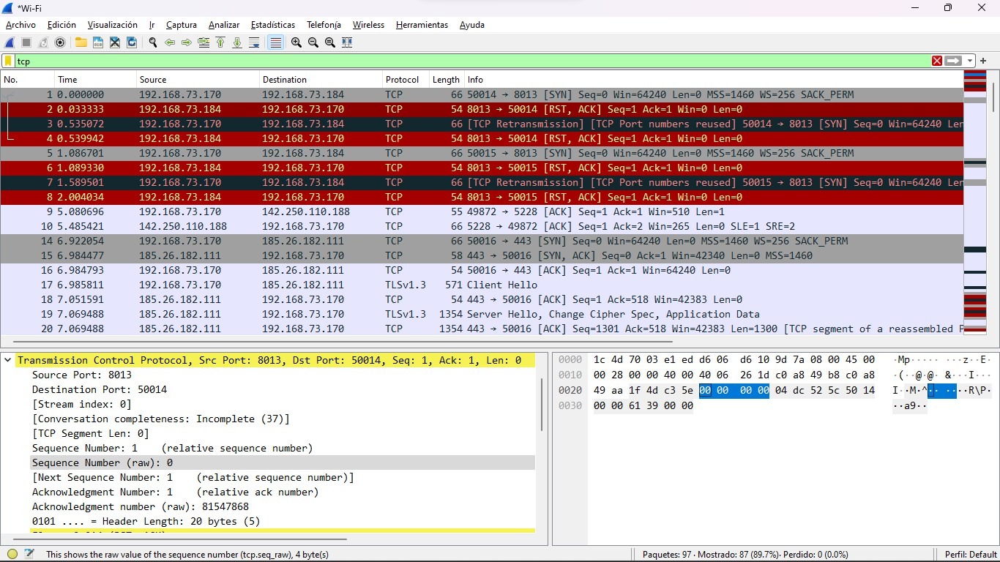 *Wi-Fi
Archivo Edición Visualización Ir Captura Analizar Estadísticas Telefonía Wireless Herramientas Ayuda
tcp
No. Time Source Destination Protocol Length Info
1 0.000000 192.168.73.170 192.168.73.184 TCP 66 50014 → 8013 [SYN] Seq=0 Win=64240 Len=0 MSS=1460 WS=256 SACK_PERM
2 0.033333 192.168.73.184 192.168.73.170 TCP 54 8013 → 50014 [RST, ACK] Seq=1 Ack=1 Win=0 Len=0
3 0.535072 192.168.73.170 192.168.73.184 TCP 66 [TCP Retransmission] [TCP Port numbers reused] 50014 → 8013 [SYN] Seq=0 Win=64240 Len
4 0.539942 192.168.73.184 192.168.73.170 TCP 54 8013 → 50014 [RST, ACK] Seq=1 Ack=1 Win=0 Len=0
5 1.086701 192.168.73.170 192.168.73.184 TCP 66 50015 → 8013 [SYN] Seq=0 Win=64240 Len=0 MSS=1460 WS=256 SACK_PERM
6 1.089330 192.168.73.184 192.168.73.170 TCP 54 8013 → 50015 [RST, ACK] Seq=1 Ack=1 Win=0 Len=0
7 1.589501 192.168.73.170 192.168.73.184 TCP 66 [TCP Retransmission] [TCP Port numbers reused] 50015 → 8013 [SYN] Seq=0 Win=64240 Len
8 2.004034 192.168.73.184 192.168.73.170 TCP 54 8013 → 50015 [RST, ACK] Seq=1 Ack=1 Win=0 Len=0
9 5.080696 192.168.73.170 142.250.110.188 TCP 55 49872 → 5228 [ACK] Seq=1 Ack=1 Win=510 Len=1
10 5.485421 142.250.110.188 192.168.73.170 TCP 66 5228 → 49872 [ACK] Seq=1 Ack=2 Win=265 Len=0 SLE=1 SRE=2
14 6.922054 192.168.73.170 185.26.182.111 TCP 66 50016 → 443 [SYN] Seq=0 Win=64240 Len=0 MSS=1460 WS=256 SACK_PERM
15 6.984477 185.26.182.111 192.168.73.170 TCP 58 443 → 50016 [SYN, ACK] Seq=0 Ack=1 Win=42340 Len=0 MSS=1460
16 6.984793 192.168.73.170 185.26.182.111 TCP 54 50016 → 443 [ACK] Seq=1 Ack=1 Win=64240 Len=0
17 6.985811 192.168.73.170 185.26.182.111 TLSv1.3 571 Client Hello
18 7.051591 185.26.182.111 192.168.73.170 TCP 54 443 → 50016 [ACK] Seq=1 Ack=518 Win=42383 Len=0
19 7.069488 185.26.182.111 192.168.73.170 TLSv1.3 1354 Server Hello, Change Cipher Spec, Application Data
20 7.069488 185.26.182.111 192.168.73.170 TCP 1354 443 → 50016 [ACK] Seq=1301 Ack=518 Win=42383 Len=1300 [TCP segment of a reassembled P
Transmission Control Protocol, Src Port: 8013, Dst Port: 50014, Seq: 1, Ack: 1, Len: 0
Source Port: 8013
Destination Port: 50014
[Stream index: 0]
[Conversation completeness: Incomplete (37)]
[TCP Segment Len: 0]
Sequence Number: 1 (relative sequence number)
Sequence Number (raw): 0
[Next Sequence Number: 1 (relative sequence number)]
Acknowledgment Number: 1 (relative ack number)
Acknowledgment number (raw): 81547868
0101 .... = Header Length: 20 bytes (5)
0000 1c 4d 70 03 e1 ed d6 06 d6 10 9d 7a 08 00 45 00 ·Mp····· ···z··E·
0010 00 28 00 00 40 00 40 06 26 1d c0 a8 49 b8 c0 a8 ·(··@·@· &···I···
0020 49 aa 1f 4d c3 5e 00 00 00 00 04 dc 52 5c 50 14 I··M·^·· ····R\P·
0030 00 00 61 39 00 00 ··a9··
This shows the raw value of the sequence number (tcp.seq_raw), 4 byte(s)
Paquetes: 97 · Mostrado: 87 (89.7%) · Perdido: 0 (0.0%)
Perfil: Default